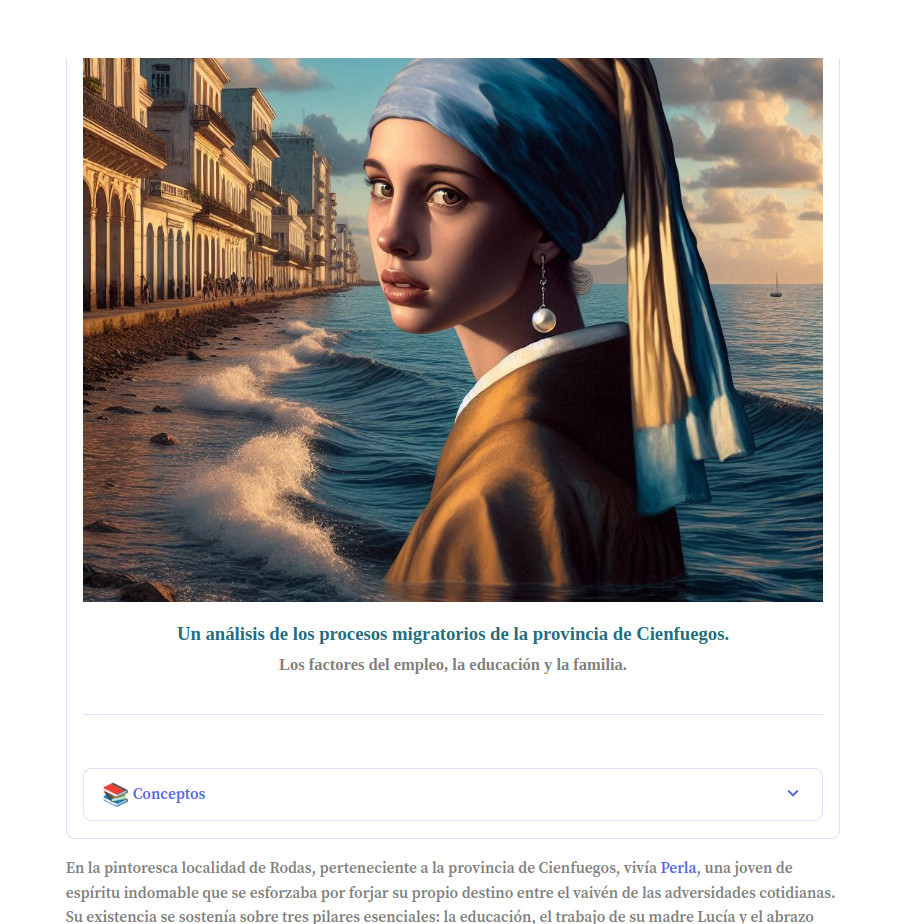 Un análisis de los procesos migratorios de la provincia de Cienfuegos.
Los factores del empleo, la educación y la familia.
Conceptos
En la pintoresca localidad de Rodas, perteneciente a la provincia de Cienfuegos, vivía Perla, una joven de
espíritu indomable que se esforzaba por forjar su propio destino entre el vaivén de las adversidades cotidianas.
Su existencia se sostenía sobre tres pilares esenciales: la educación, el trabajo de su madre Lucía y el abrazo